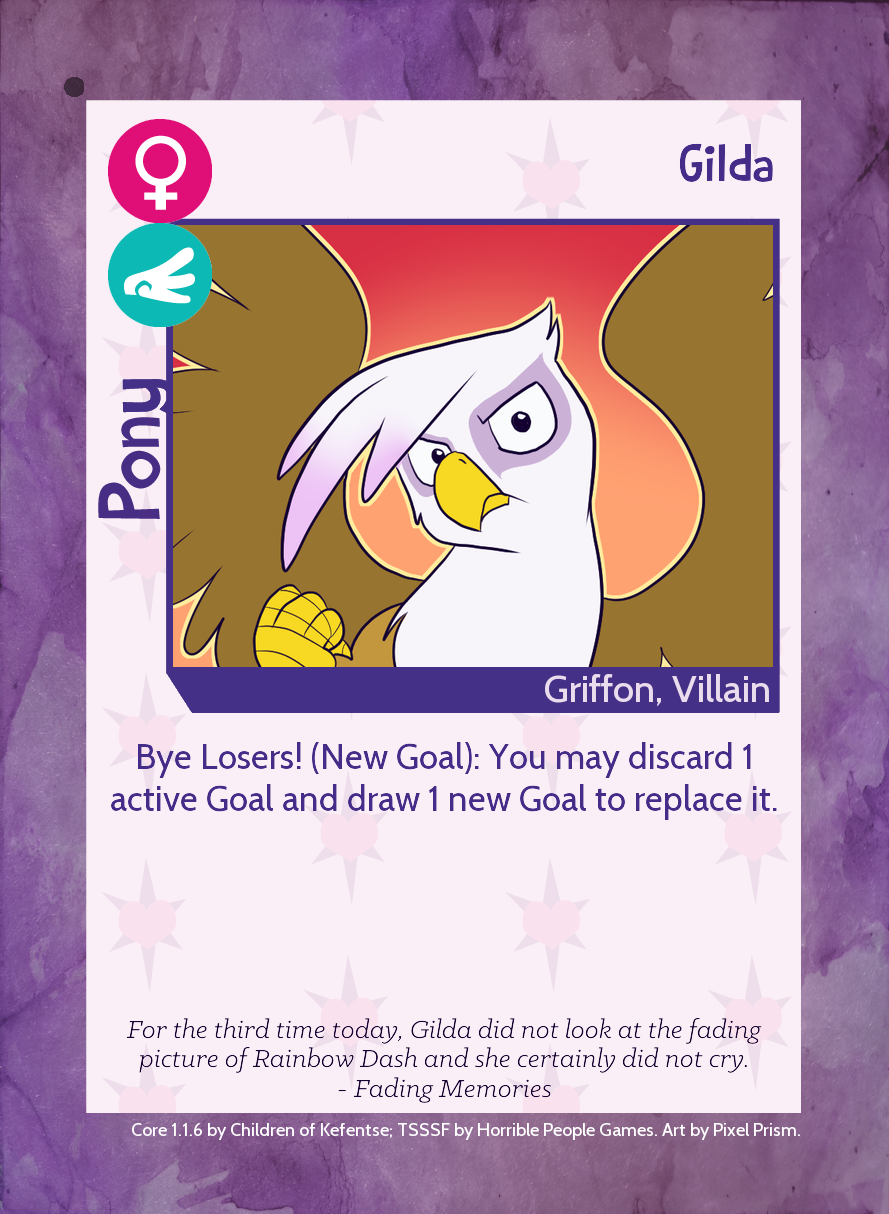 Gilda
Pony
Griffon, Villain
Bye Losers! (New Goal): You may discard 1
active Goal and draw 1 new Goal to replace it.
For the third time today, Gilda did not look at the fading
picture of Rainbow Dash and she certainly did not cry.
- Fading Memories
Core 1.1.6 by Children of Kefentse; TSSSF by Horrible People Games. Art by Pixel Prism.